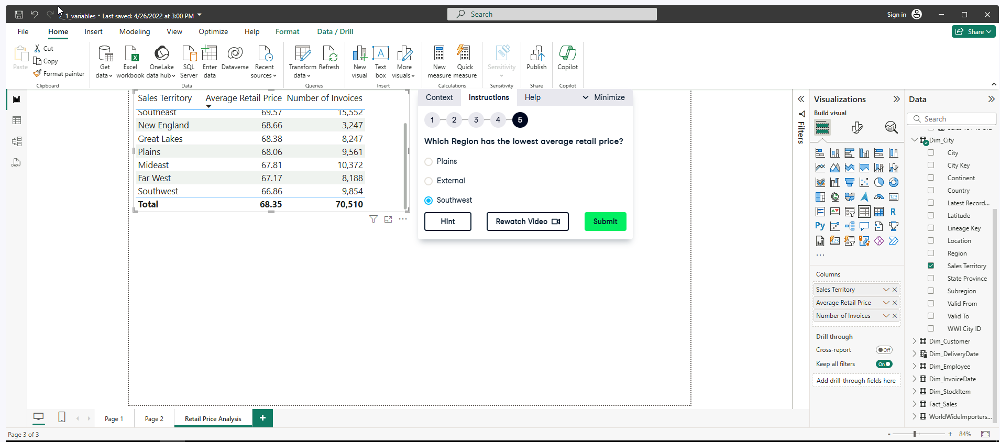 2_1_variables • Last saved: 4/26/2022 at 3:00 PM
Search
Sign in
File Home Insert Modeling View Optimize Help Format Data / Drill
Share
Paste
Cut
Copy
Format painter
Clipboard
Get data
Excel workbook
OneLake data hub
SQL Server
Enter data
Dataverse
Recent sources
Data
Transform data
Refresh
Queries
New visual
Text box
More visuals
Insert
New measure
Quick measure
Calculations
Sensitivity
Sensitivity
Publish
Share
Copilot
Copilot
Sales Territory Average Retail Price Number of Invoices
Southeast 69.57 15,552
New England 68.66 3,247
Great Lakes 68.38 8,247
Plains 68.06 9,561
Mideast 67.81 10,372
Far West 67.17 8,188
Southwest 66.86 9,854
Total 68.35 70,510
Context Instructions Help Minimize
1 2 3 4 5
Which Region has the lowest average retail price?
Plains
External
Southwest
Hint
Rewatch Video
Submit
Filters
Visualizations
Build visual
123
R
Py
123
Columns
Sales Territory
Average Retail Price
Number of Invoices
Drill through
Cross-report
Off
Keep all filters
On
Add drill-through fields here
Data
Search
Dim_City
City
City Key
Continent
Country
Latest Record...
Latitude
Lineage Key
Location
Region
Sales Territory
State Province
Subregion
Valid From
Valid To
WWI City ID
Dim_Customer
Dim_DeliveryDate
Dim_Employee
Dim_InvoiceDate
Dim_StockItem
Fact_Sales
WorldWideImporters...
Page 1
Page 2
Retail Price Analysis
+
Page 3 of 3
- + 84%